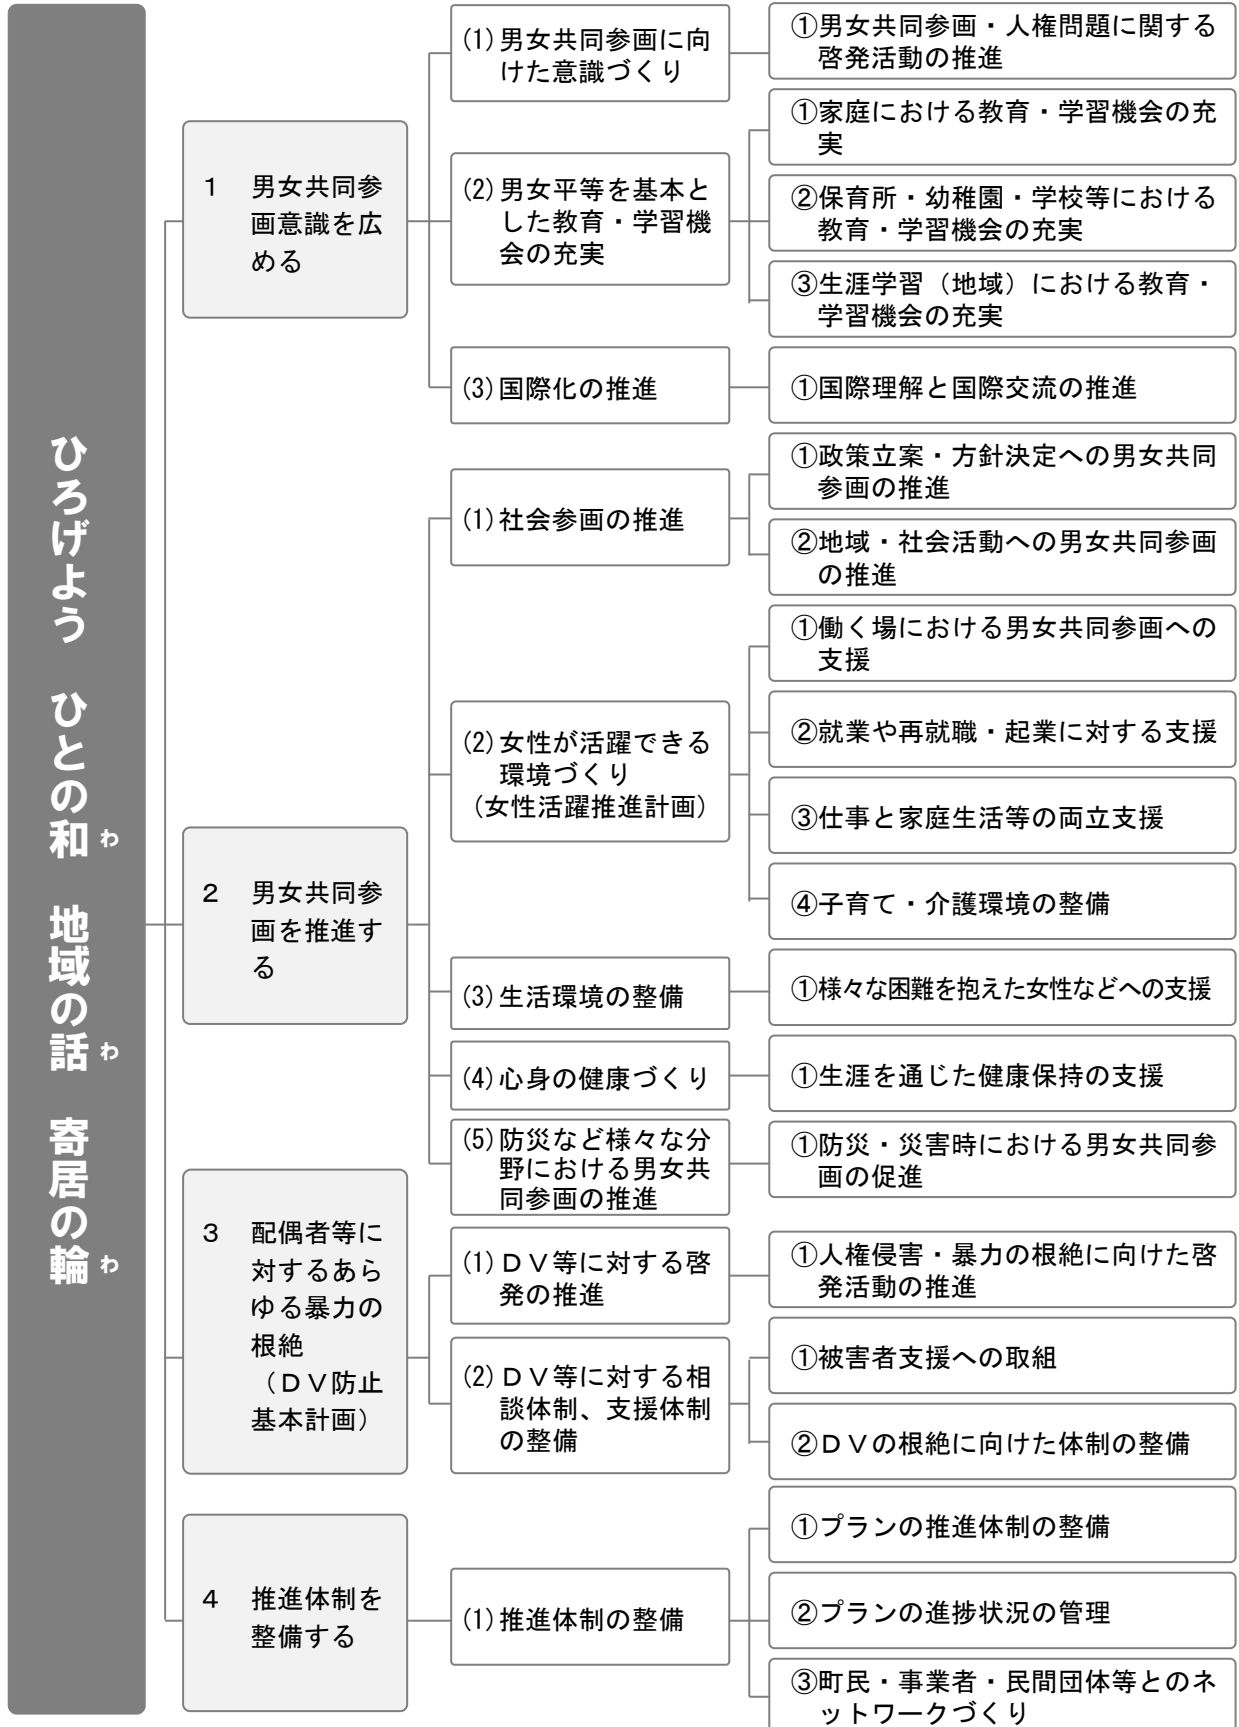 ひろげよう　ひとの和　地域の話　寄居の輪
わ
わ
わ
1　男女共同参
画意識を広
める
(1)男女共同参画に向
けた意識づくり
①男女共同参画・人権問題に関する
啓発活動の推進
(2)男女平等を基本と
した教育・学習機
会の充実
①家庭における教育・学習機会の充
実
②保育所・幼稚園・学校等における
教育・学習機会の充実
③生涯学習（地域）における教育・
学習機会の充実
(3)国際化の推進
①国際理解と国際交流の推進
2　男女共同参
画を推進す
る
(1)社会参画の推進
①政策立案・方針決定への男女共同
参画の推進
②地域・社会活動への男女共同参画
の推進
(2)女性が活躍できる
環境づくり
（女性活躍推進計画）
①働く場における男女共同参画への
支援
②就業や再就職・起業に対する支援
③仕事と家庭生活等の両立支援
④子育て・介護環境の整備
(3)生活環境の整備
①様々な困難を抱えた女性などへの支援
(4)心身の健康づくり
①生涯を通じた健康保持の支援
(5)防災など様々な分
野における男女共
同参画の推進
①防災・災害時における男女共同参
画の促進
3　配偶者等に
対するあら
ゆる暴力の
根絶
（ＤＶ防止
基本計画）
(1)ＤＶ等に対する啓
発の推進
①人権侵害・暴力の根絶に向けた啓
発活動の推進
(2)ＤＶ等に対する相
談体制、支援体制
の整備
①被害者支援への取組
②ＤＶの根絶に向けた体制の整備
4　推進体制を
整備する
(1)推進体制の整備
①プランの推進体制の整備
②プランの進捗状況の管理
③町民・事業者・民間団体等とのネ
ットワークづくり